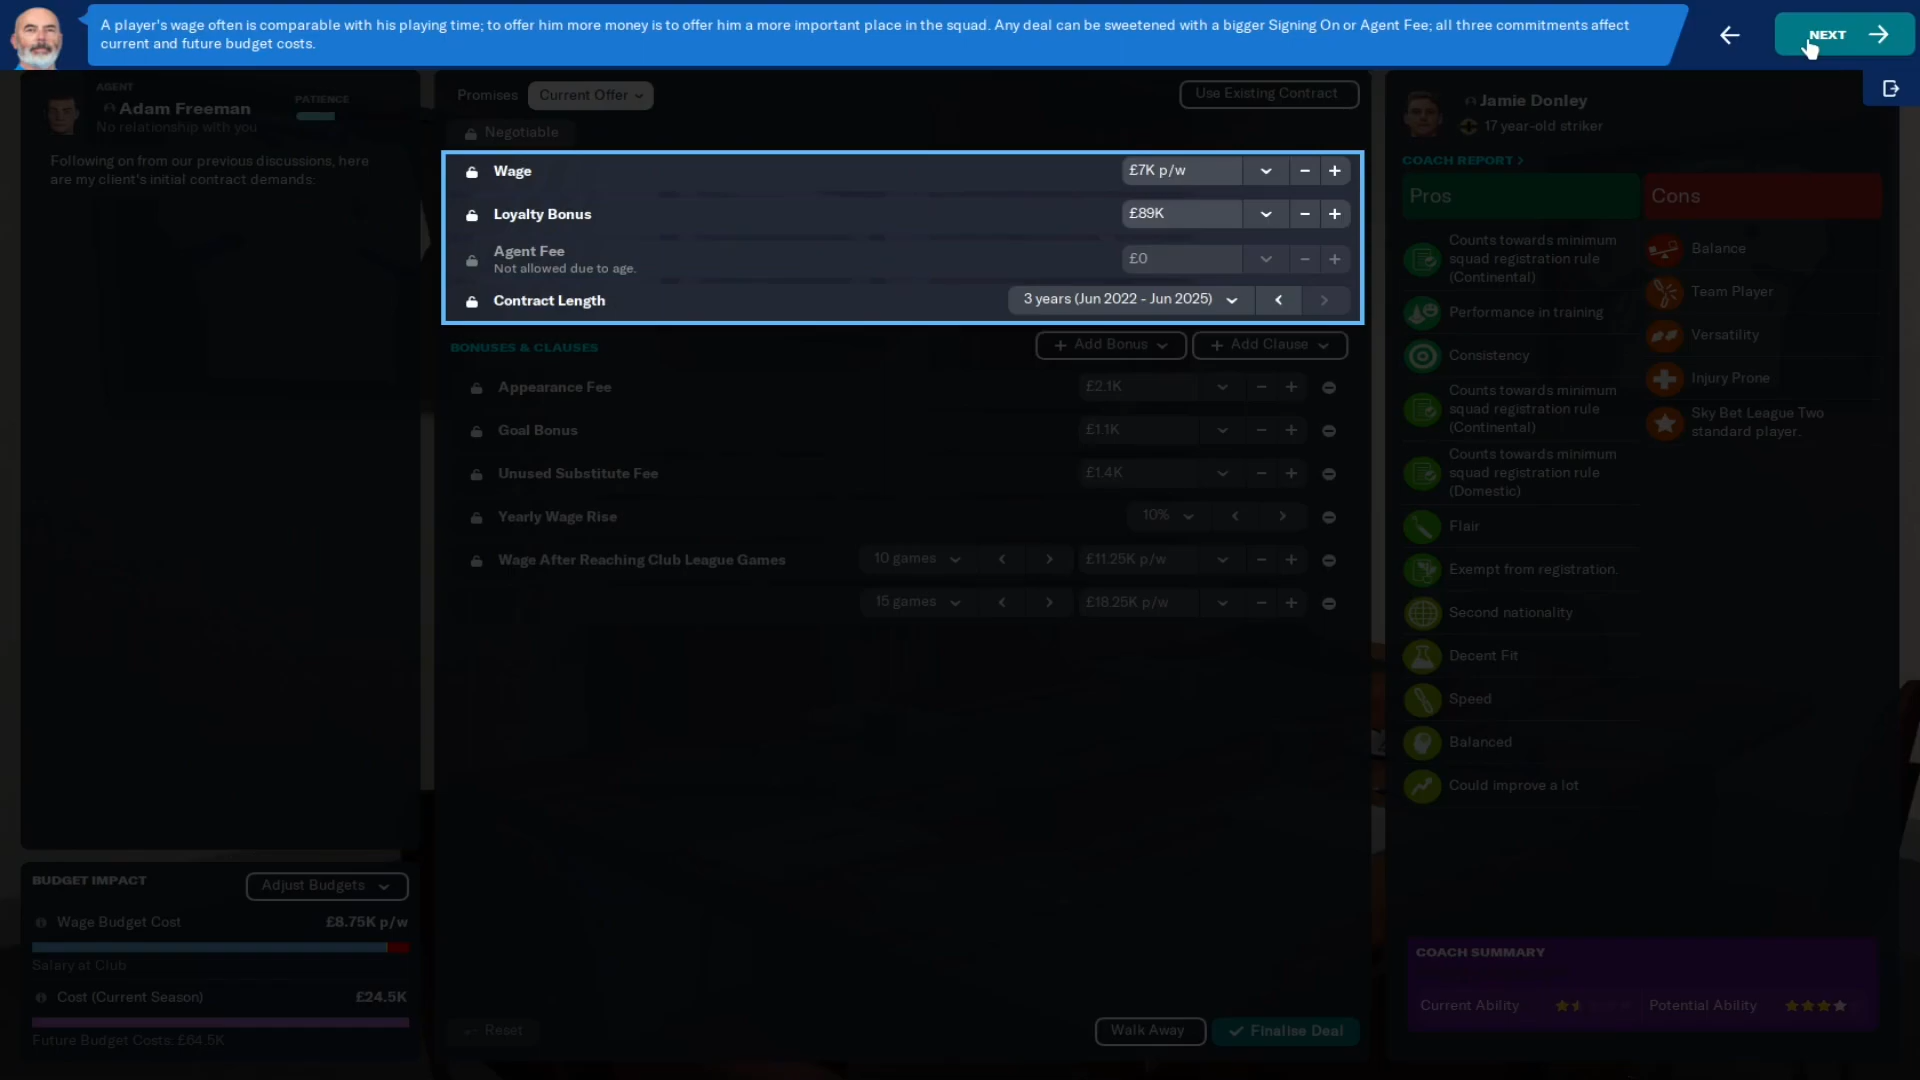 A player's wage often is comparable with his playing time; to offer him more money is to offer him a more important place in the squad. Any deal can be sweetened with a bigger Signing On or Agent Fee; all three commitments affect
current and future budget costs.
NEXT
AGENT
Adam Freeman
No relationship with you
PATIENCE
Following on from our previous discussions, here
are my client's initial contract demands:
Promises
Current Offer
Use Existing Contract
Negotiable
Wage
£7K p/w
Loyalty Bonus
£89K
Agent Fee
Not allowed due to age.
£0
Contract Length
3 years (Jun 2022 - Jun 2025)
BONUSES & CLAUSES
Add Bonus
Add Clause
Appearance Fee
£2.1K
Goal Bonus
£1.1K
Unused Substitute Fee
£1.4K
Yearly Wage Rise
10%
Wage After Reaching Club League Games
10 games
£11.25K p/w
15 games
£18.25K p/w
Reset
Walk Away
Finalise Deal
BUDGET IMPACT
Adjust Budgets
Wage Budget Cost
£8.75K p/w
Salary at Club
Cost (Current Season)
£24.5K
Future Budget Costs: £64.5K
Jamie Donley
17 year-old striker
COACH REPORT >
Pros
Counts towards minimum
squad registration rule
(Continental)
Performance in training
Consistency
Counts towards minimum
squad registration rule
(Continental)
Counts towards minimum
squad registration rule
(Domestic)
Flair
Exempt from registration.
Second nationality
Decent Fit
Speed
Balanced
Could improve a lot
Cons
Balance
Team Player
Versatility
Injury Prone
Sky Bet League Two
standard player..
COACH SUMMARY
Current Ability
Potential Ability